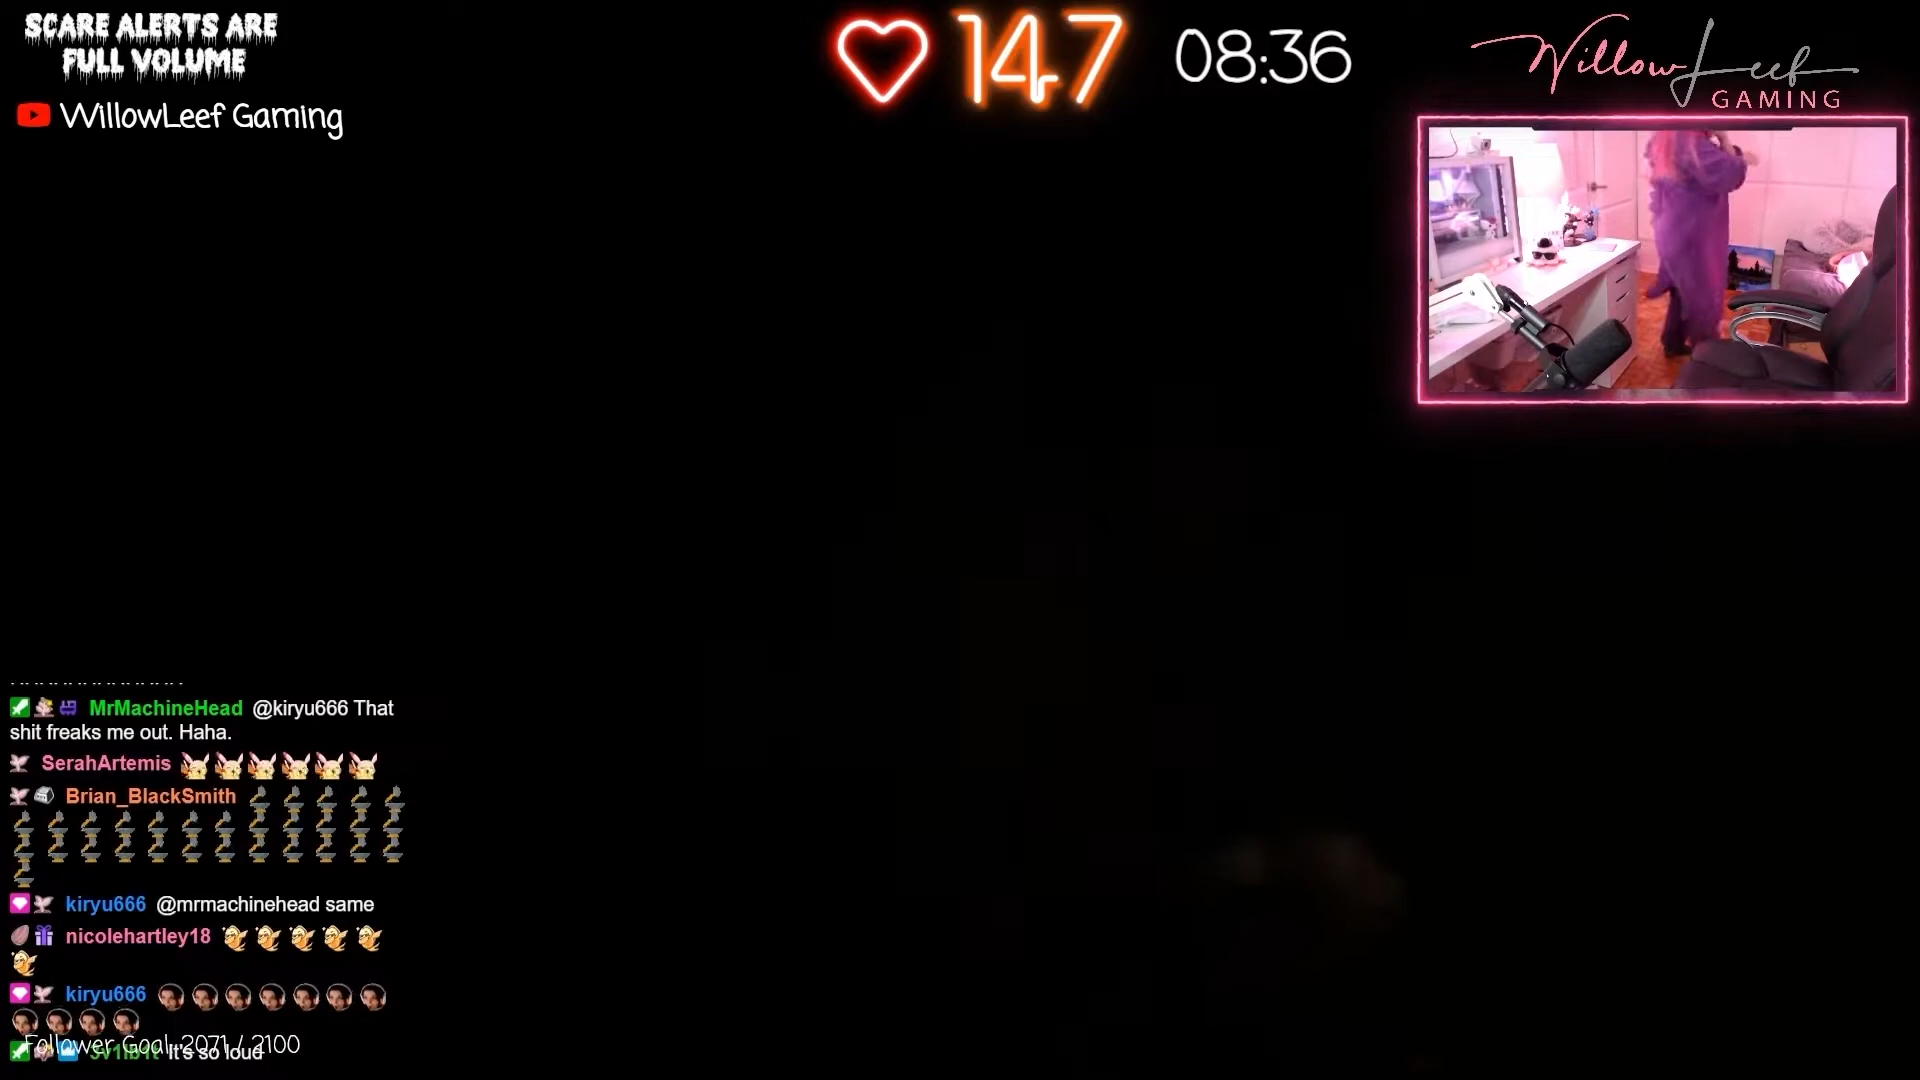 SCARE ALERTS ARE
FULL VOLUME
WillowLeef Gaming
147
08:36
WillowLeef
GAMING
MrMachineHead @kiryu666 That
shit freaks me out. Haha.
SerahArtemis
Brian_BlackSmith
kiryu666 @mrmachinehead same
nicolehartley18
kiryu666
Follower Goal: 2071 / 2100
It's so loud